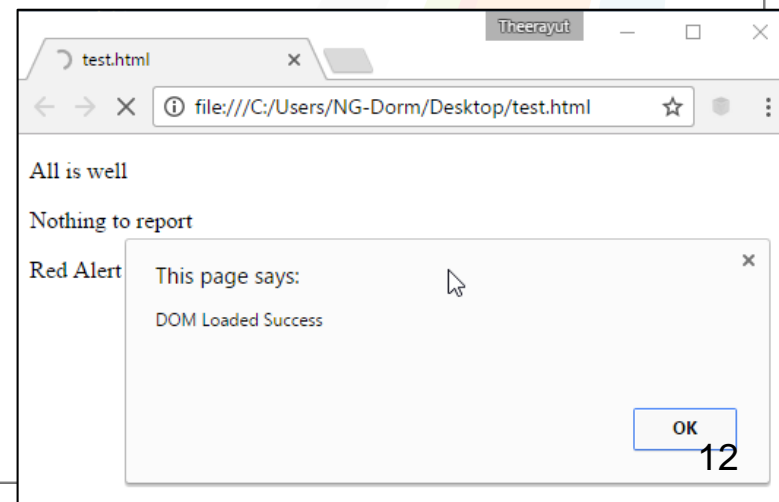 Theerayut
test.html
file:///C:/Users/NG-Dorm/Desktop/test.html
All is well
Nothing to report
Red Alert
This page says:
DOM Loaded Success
OK
12